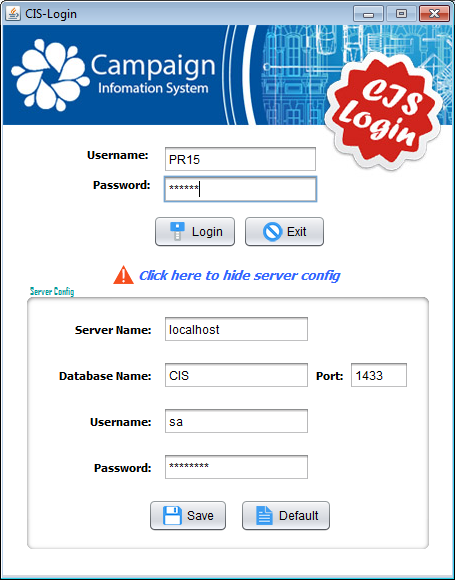 CIS-Login
Campaign
Infomation System
CIS
Login
Username:
PR15
Password:
******
Login
Exit
Click here to hide server config
Server Config
Server Name:
localhost
Database Name:
CIS
Port:
1433
Username:
sa
Password:
********
Save
Default